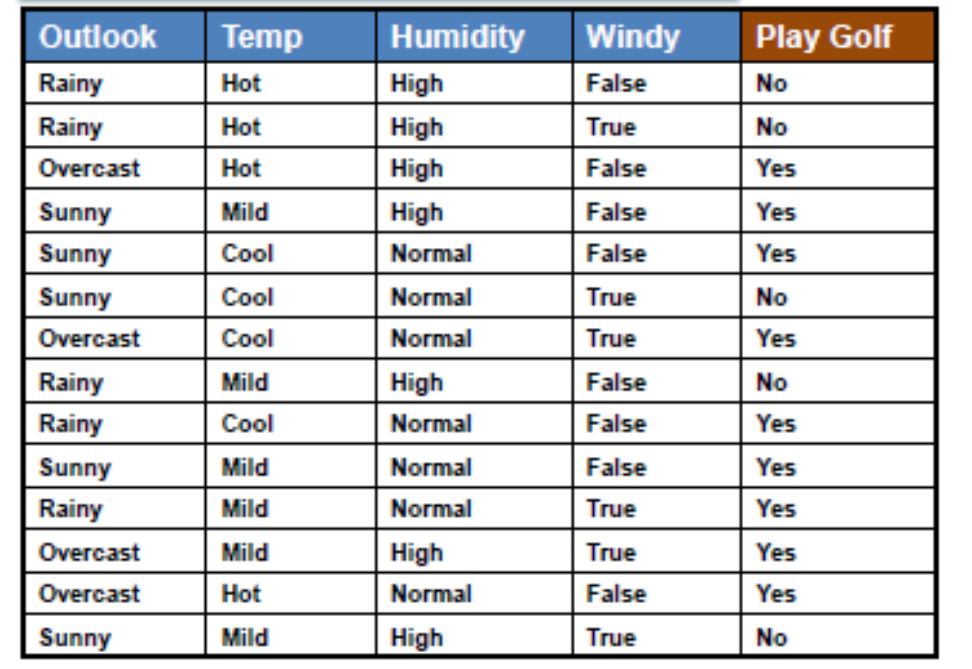 Outlook Temp Humidity Windy Play Golf
Rainy Hot High False No
Rainy Hot High True No
Overcast Hot High False Yes
Sunny Mild High False Yes
Sunny Cool Normal False Yes
Sunny Cool Normal True No
Overcast Cool Normal True Yes
Rainy Mild High False No
Rainy Cool Normal False Yes
Sunny Mild Normal False Yes
Rainy Mild Normal True Yes
Overcast Mild High True Yes
Overcast Hot Normal False Yes
Sunny Mild High True No